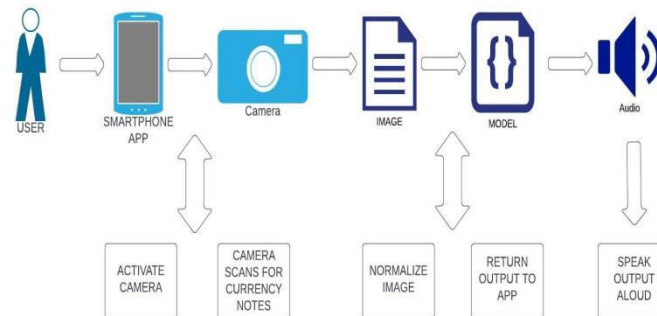 USER
SMARTPHONE
APP
Camera
IMAGE
{}
MODEL
Audio
ACTIVATE
CAMERA
CAMERA
SCANS FOR
CURRENCY
NOTES
NORMALIZE
IMAGE
RETURN
OUTPUT TO
APP
SPEAK
OUTPUT
ALOUD